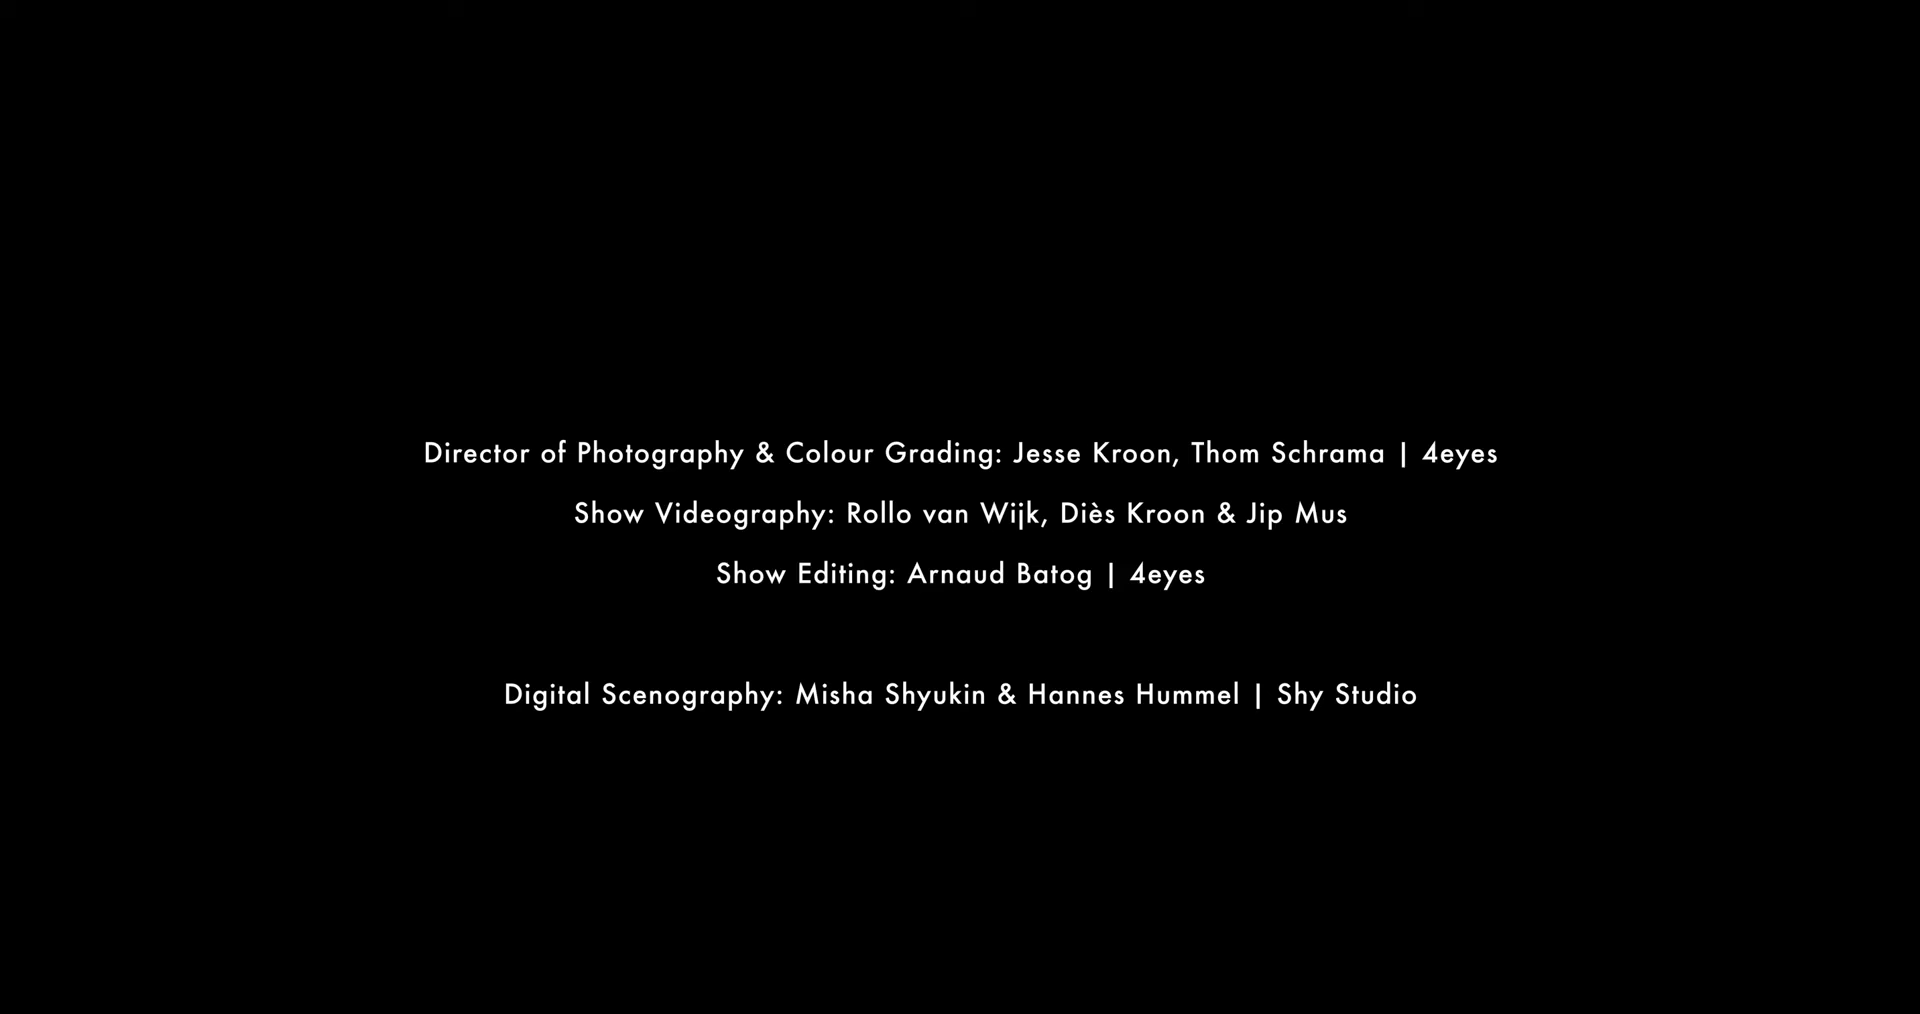 Director of Photography & Colour Grading: Jesse Kroon, Thom Schrama | 4eyes
Show Videography: Rollo van Wijk, Diès Kroon & Jip Mus
Show Editing: Arnaud Batog | 4eyes
Digital Scenography: Misha Shyukin & Hannes Hummel | Shy Studio